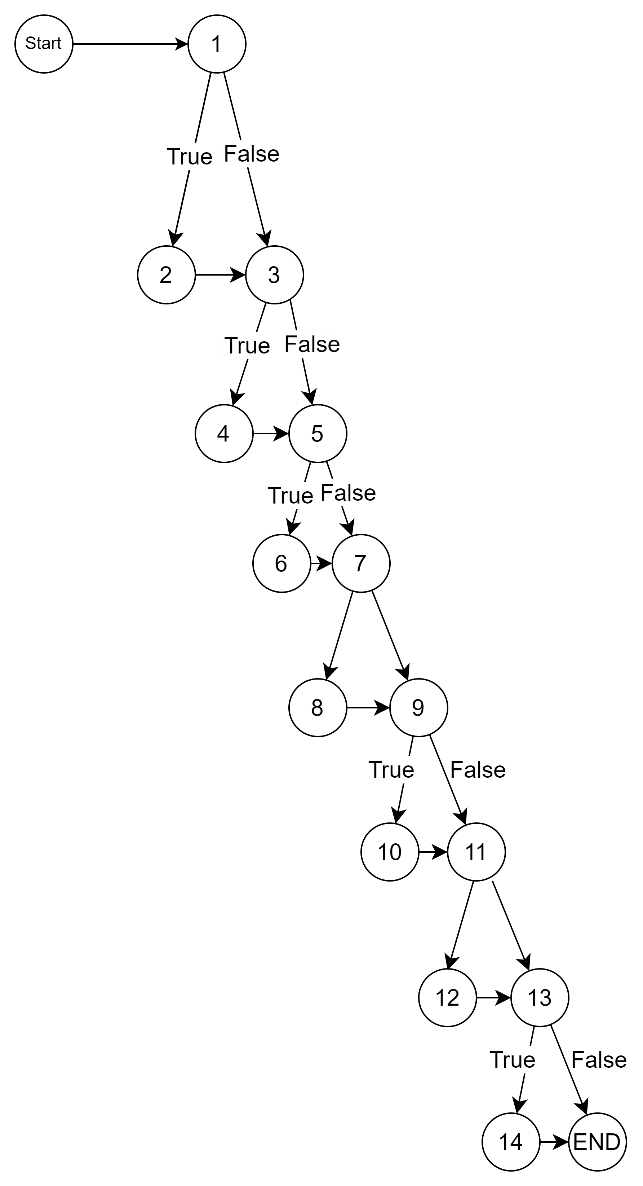 Start 1
True False
2 3
True False
4 5
True False
6 7
8 9
True False
10 11
12 13
True False
14 END